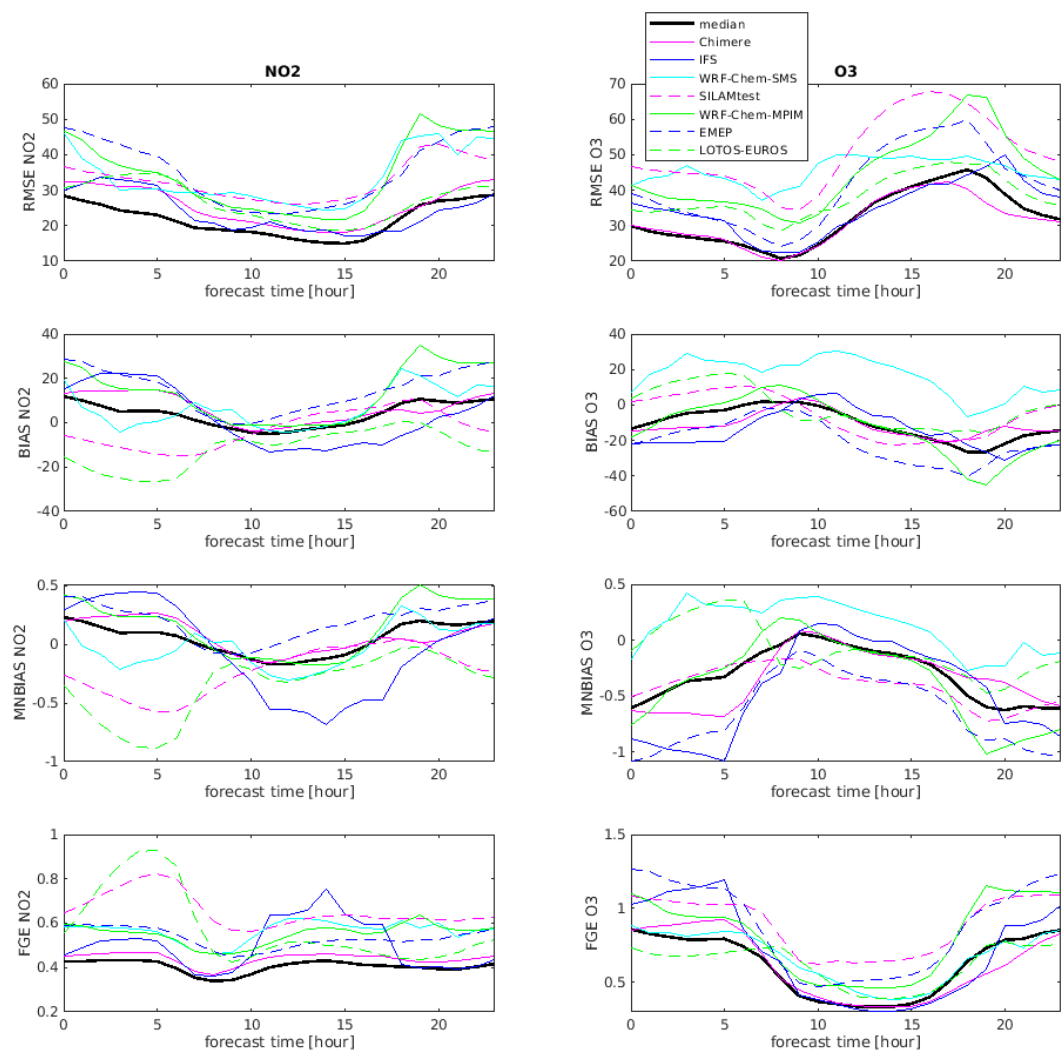 NO2
60
50
40
30
20
10
RMSE NO2
0 5 10 15 20
forecast time [hour]
O3
70
60
50
40
30
20
RMSE O3
0 5 10 15 20
forecast time [hour]
median
Chimere
IFS
WRF-Chem-SMS
SILAMtest
WRF-Chem-MPIM
EMEP
LOTOS-EUROS
40
20
0
-20
-40
BIAS NO2
0 5 10 15 20
forecast time [hour]
40
20
0
-20
-40
-60
BIAS O3
0 5 10 15 20
forecast time [hour]
0.5
0
-0.5
-1
MNBIAS NO2
0 5 10 15 20
forecast time [hour]
0.5
0
-0.5
-1
MNBIAS O3
0 5 10 15 20
forecast time [hour]
1
0.8
0.6
0.4
0.2
FGE NO2
0 5 10 15 20
forecast time [hour]
1.5
1
0.5
FGE O3
0 5 10 15 20
forecast time [hour]